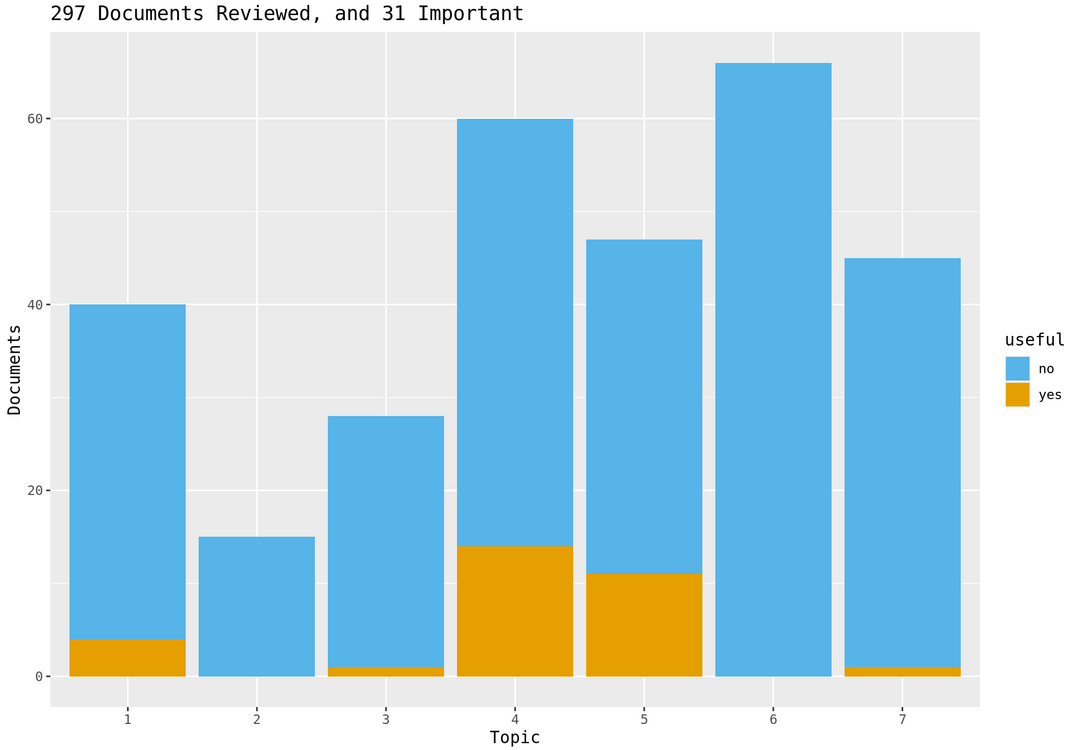 297 Documents Reviewed, and 31 Important
Documents
60
40
20
0
1 2 3 4 5 6 7
Topic
useful
no
yes